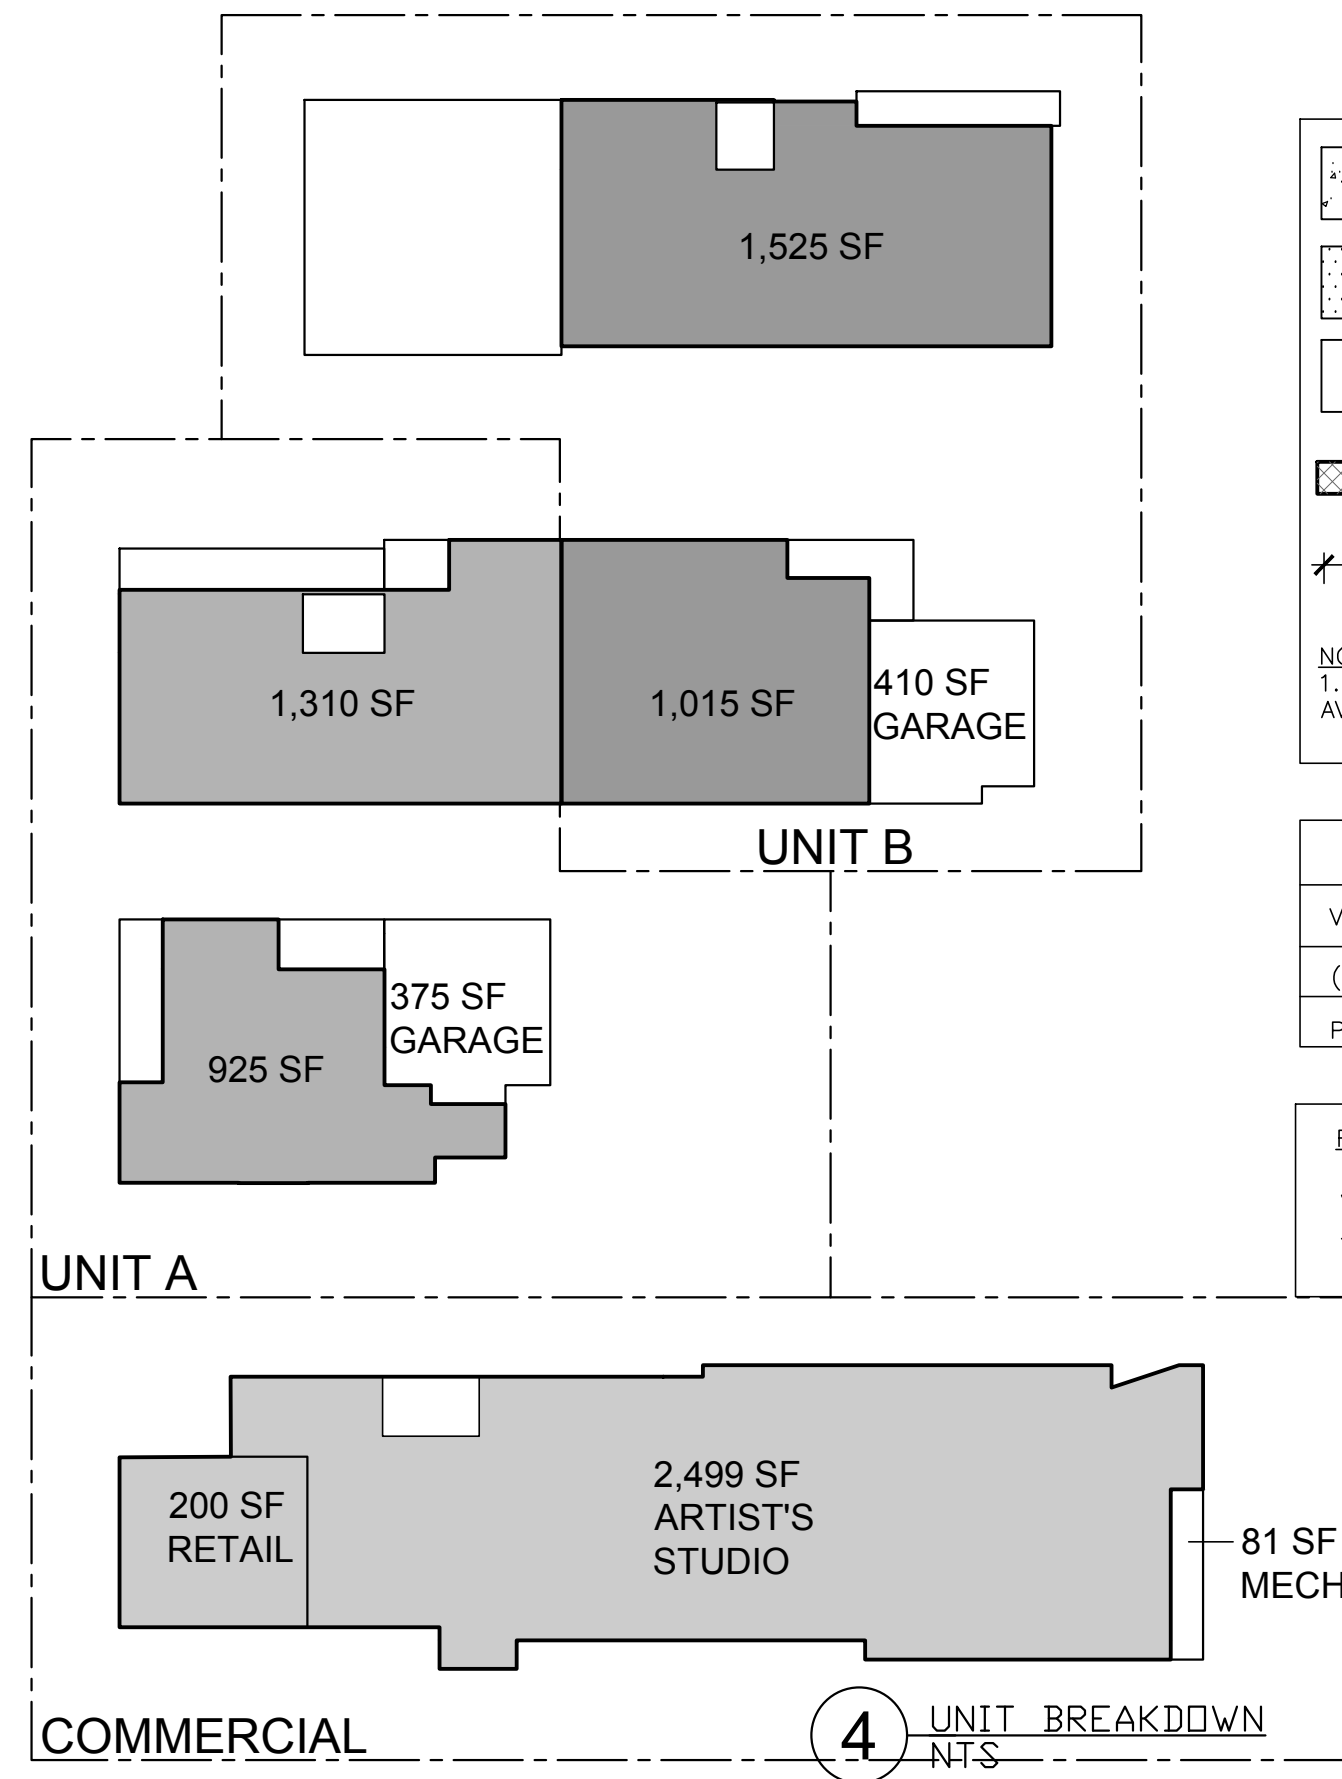 1,525 SF
1,310 SF
1,015 SF
410 SF
GARAGE
UNIT B
375 SF
GARAGE
925 SF
UNIT A
2,499 SF
ARTIST'S
STUDIO
200 SF
RETAIL
81 SF
MECH
COMMERCIAL
4
UNIT BREAKDOWN
NTS
1.